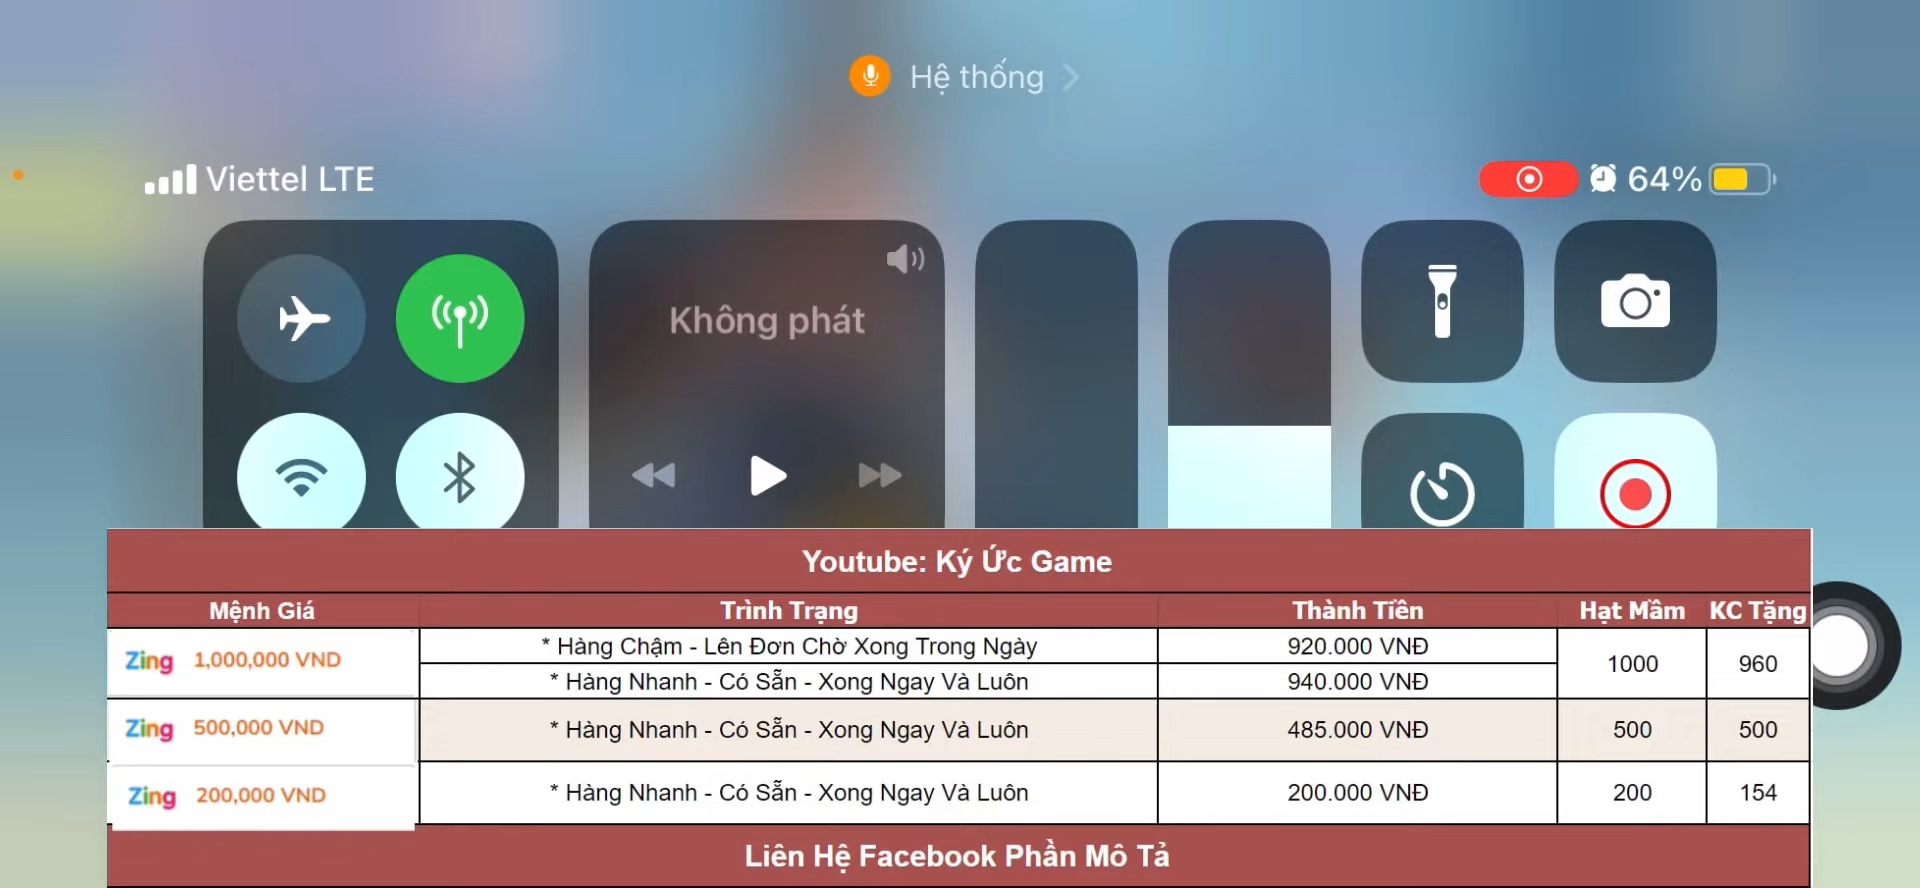 Hệ thống
Viettel LTE
64%
Không phát
Youtube: Ký Ức Game
Mệnh Giá Trình Trạng Thành Tiền Hạt Mầm KC Tặng
Zing 1,000,000 VND * Hàng Chậm - Lên Đơn Chờ Xong Trong Ngày 920.000 VNĐ 1000 960
* Hàng Nhanh - Có Sẵn - Xong Ngay Và Luôn 940.000 VNĐ
Zing 500,000 VND * Hàng Nhanh - Có Sẵn - Xong Ngay Và Luôn 485.000 VNĐ 500 500
Zing 200,000 VND * Hàng Nhanh - Có Sẵn - Xong Ngay Và Luôn 200.000 VNĐ 200 154
Liên Hệ Facebook Phần Mô Tả